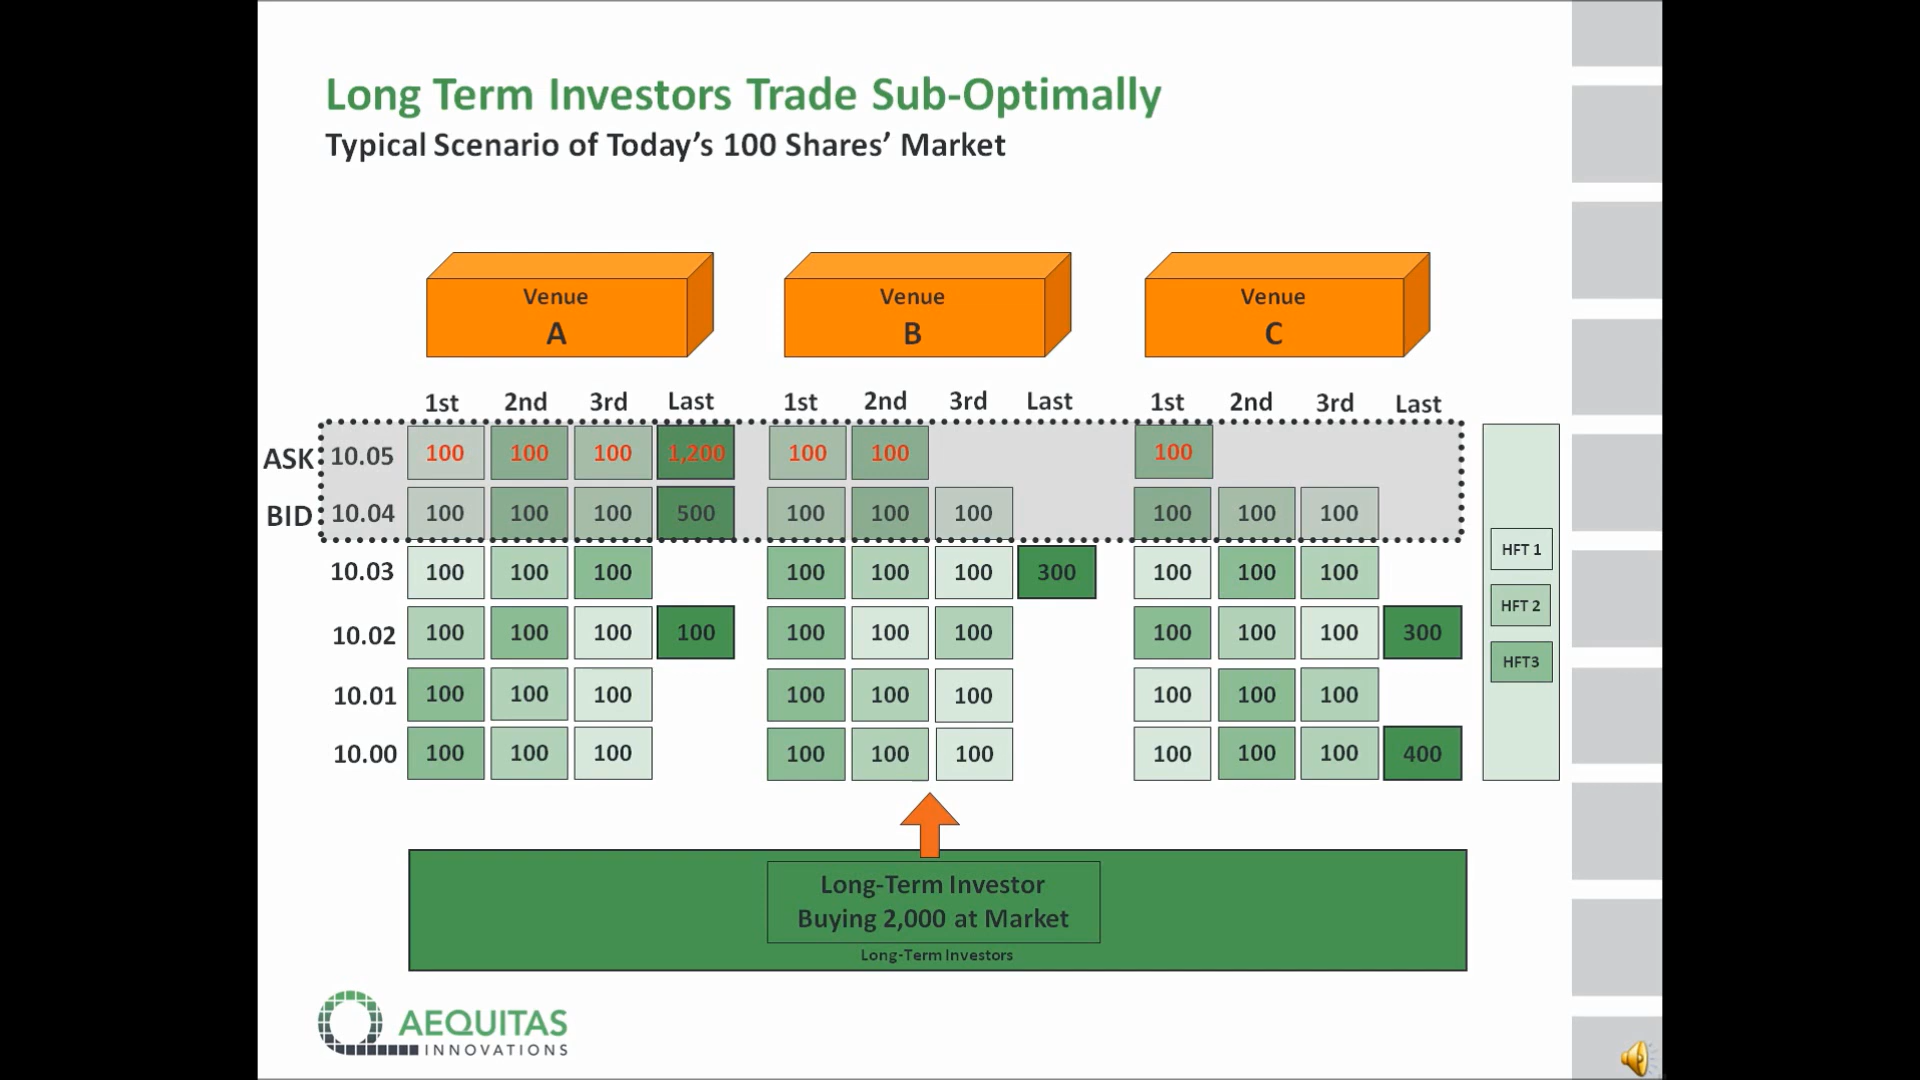 Long Term Investors Trade Sub-Optimally
Typical Scenario of Today's 100 Shares' Market
Venue A
Venue B
Venue C
1st 2nd 3rd Last 1st 2nd 3rd Last 1st 2nd 3rd Last
ASK 10.05 100 100 100 1,200 100 100 100
BID 10.04 100 100 100 500 100 100 100 100 100 100
10.03 100 100 100 100 100 100 300 100 100 100
10.02 100 100 100 100 100 100 100 100 100 100 300
10.01 100 100 100 100 100 100 100 100 100
10.00 100 100 100 100 100 100 100 100 100 400
HFT 1
HFT 2
HFT3
Long-Term Investor
Buying 2,000 at Market
Long-Term Investors
AEQUITAS
INNOVATIONS